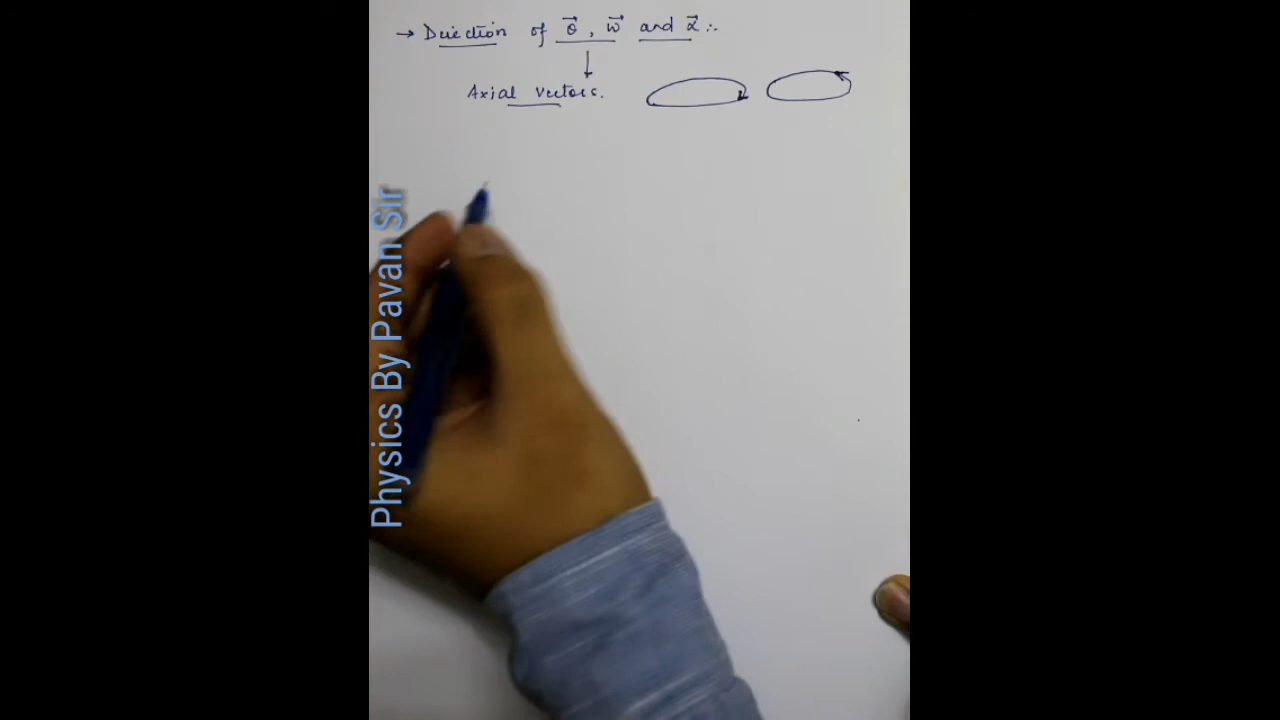 → Direction of θ⃗, w⃗ and α⃗ :.
↓
Axial vectors.
Physics By Pavan Sir